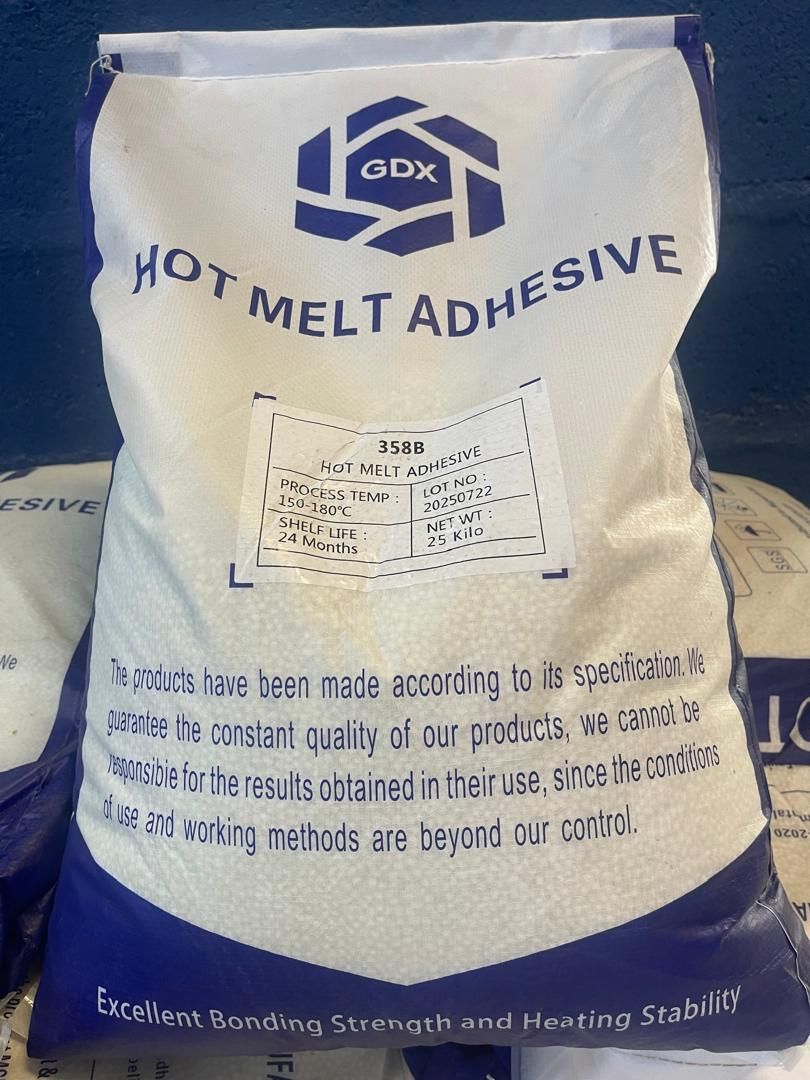 GDX
HOT MELT ADHESIVE
358B
HOT MELT ADHESIVE
PROCESS TEMP :
150-180℃
LOT NO :
20250722
SHELF LIFE :
24 Months
NET WT :
25 Kilo
The products have been made according to its specification. We
guarantee the constant quality of our products, we cannot be
responsibie for the results obtained in their use, since the conditions
of use and working methods are beyond our control.
Excellent Bonding Strength and Heating Stability
ESIVE
We
SGS